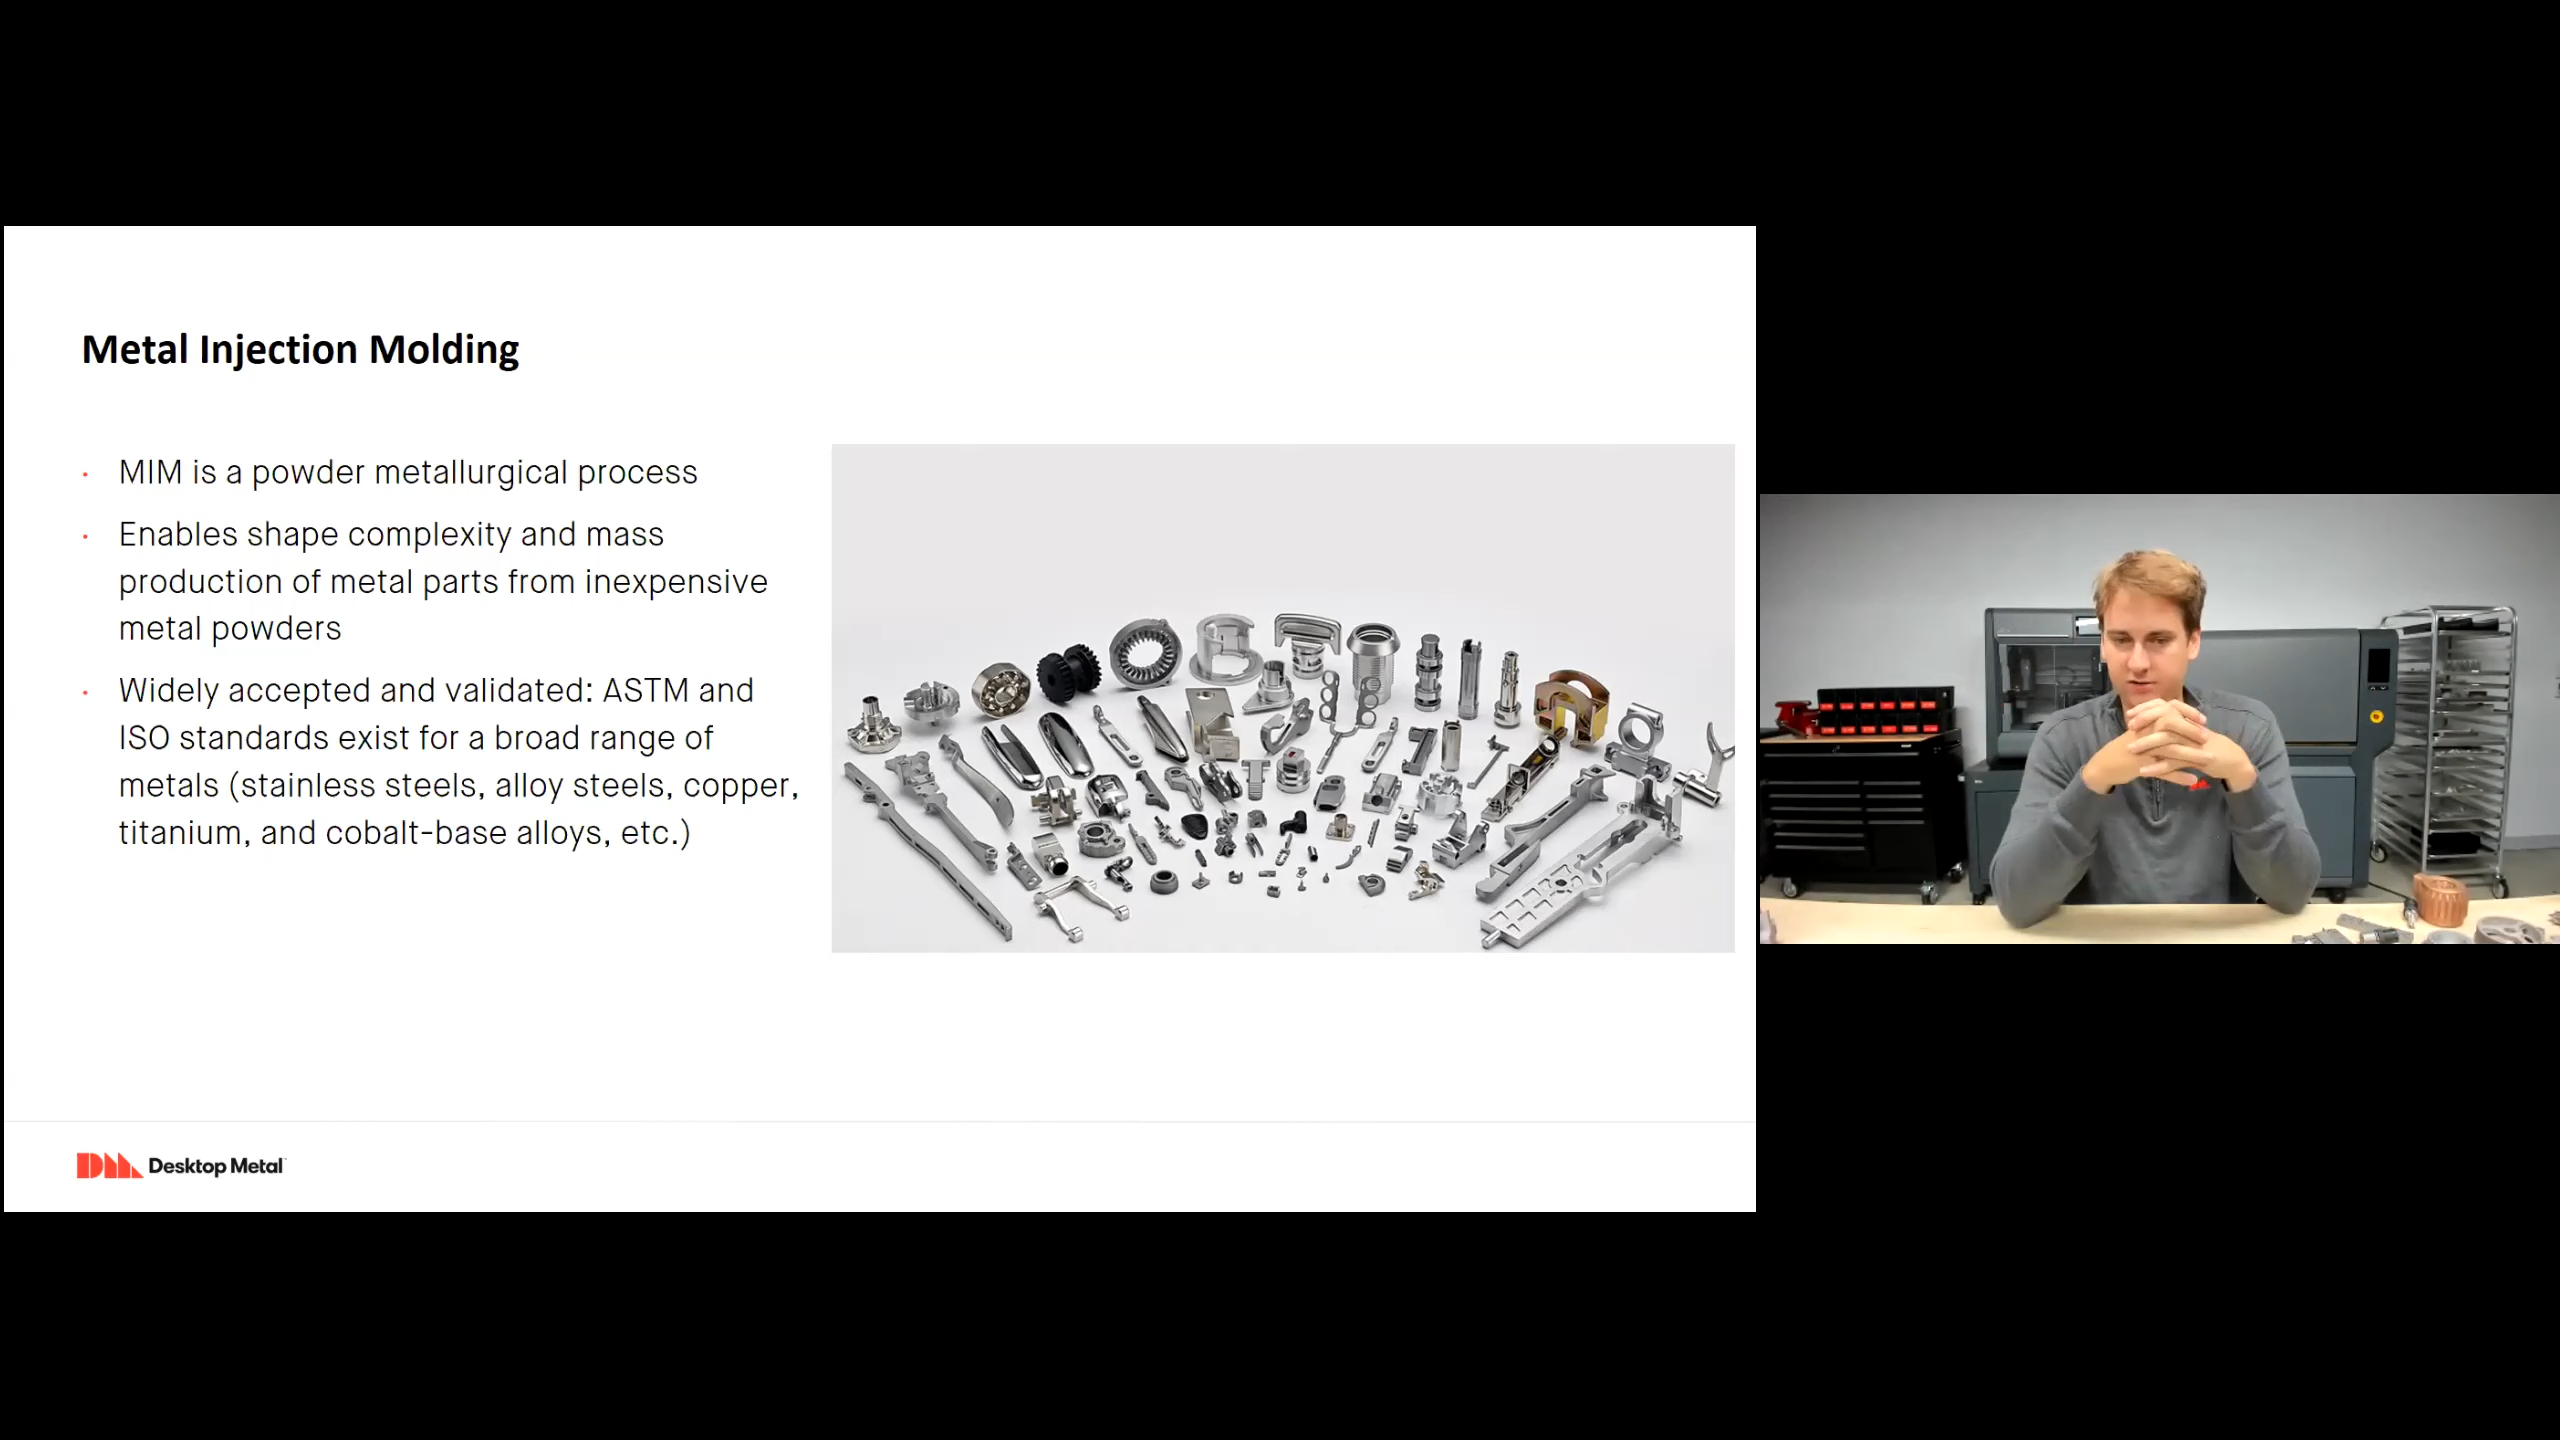 Metal Injection Molding
· MIM is a powder metallurgical process
· Enables shape complexity and mass
production of metal parts from inexpensive
metal powders
· Widely accepted and validated: ASTM and
ISO standards exist for a broad range of
metals (stainless steels, alloy steels, copper,
titanium, and cobalt-base alloys, etc.)
DM Desktop Metal